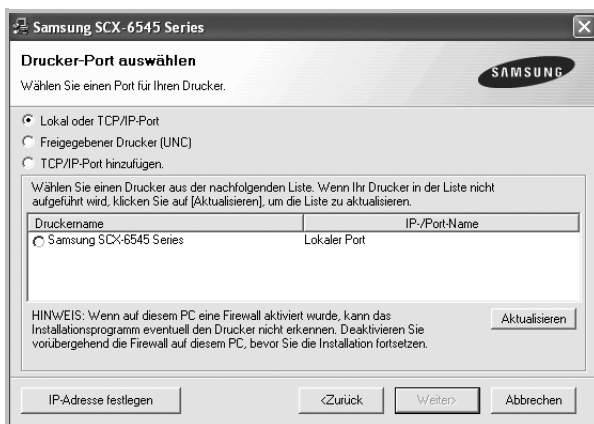 Samsung SCX-6545 Series
Drucker-Port auswählen
Wählen Sie einen Port für Ihren Drucker.
SAMSUNG
Lokal oder TCP/IP-Port
Freigegebener Drucker (UNC)
TCP/IP-Port hinzufügen.
Wählen Sie einen Drucker aus der nachfolgenden Liste. Wenn Ihr Drucker in der Liste nicht
aufgeführt wird, klicken Sie auf [Aktualisieren], um die Liste zu aktualisieren.
Druckername IP-/Port-Name
Samsung SCX-6545 Series Lokaler Port
HINWEIS: Wenn auf diesem PC eine Firewall aktiviert wurde, kann das
Installationsprogramm eventuell den Drucker nicht erkennen. Deaktivieren Sie
vorübergehend die Firewall auf diesem PC, bevor Sie die Installation fortsetzen.
Aktualisieren
IP-Adresse festlegen <Zurück Weiter> Abbrechen